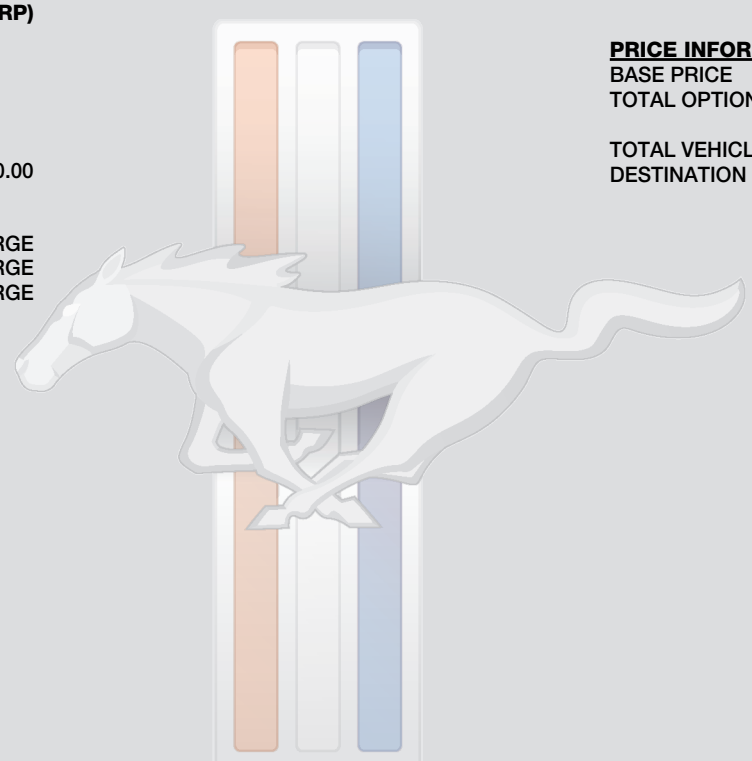 RP)
0.00
RGE
RGE
RGE
PRICE INFOR
BASE PRICE
TOTAL OPTION
TOTAL VEHICL
DESTINATION